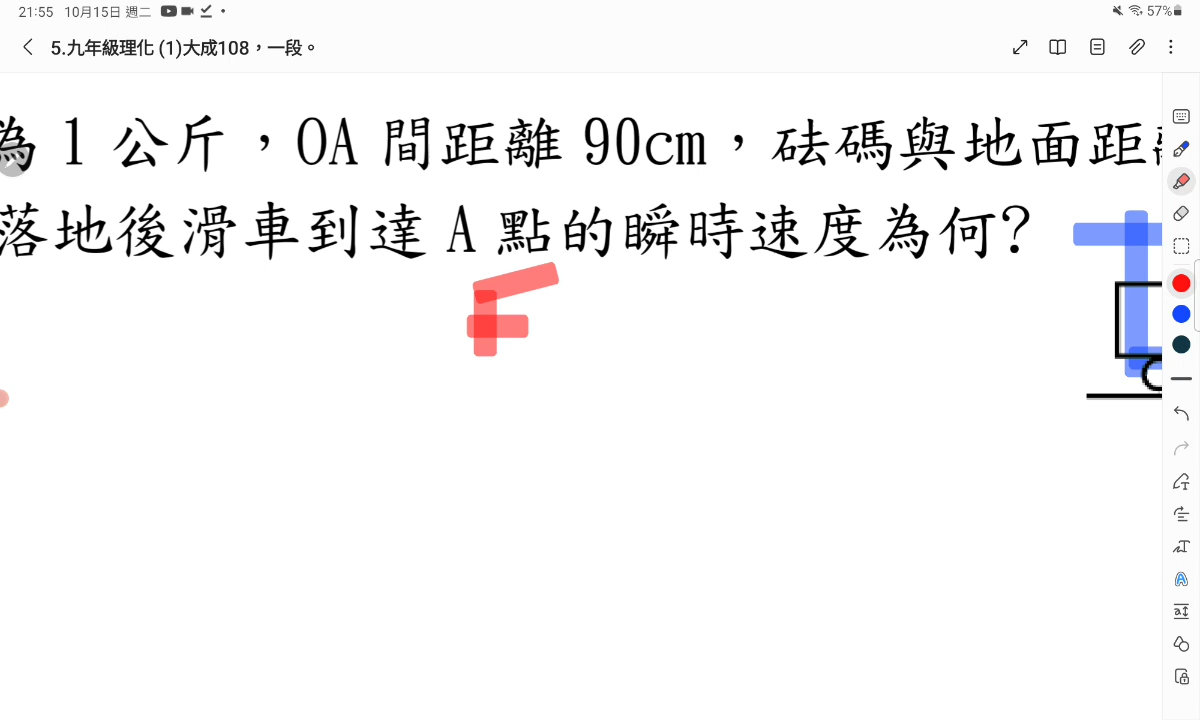 21:55 10月15日 週二 57%
5.九年級理化 (1)大成108，一段。
為 1 公斤，OA 間距離 90cm，砝碼與地面距
落地後滑車到達 A 點的瞬時速度為何?
F